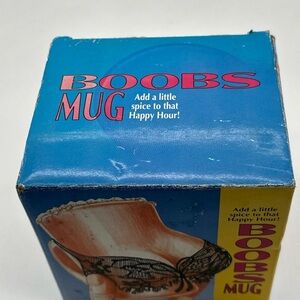 BOOBS
MUG
Add a little
spice to that
Happy Hour!
Add a little
spice to that
Happy Hour!
BOOBS
MUG